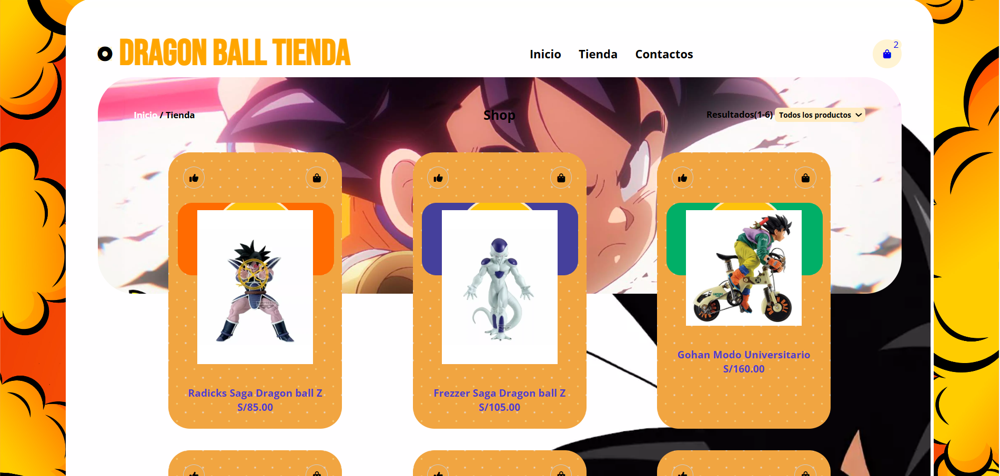 DRAGON BALL TIENDA
Inicio Tienda Contactos
2
Inicio / Tienda
Shop
Resultados(1-6) Todos los productos
Radicks Saga Dragon ball Z
S/85.00
Frezzer Saga Dragon ball Z
S/105.00
Gohan Modo Universitario
S/160.00